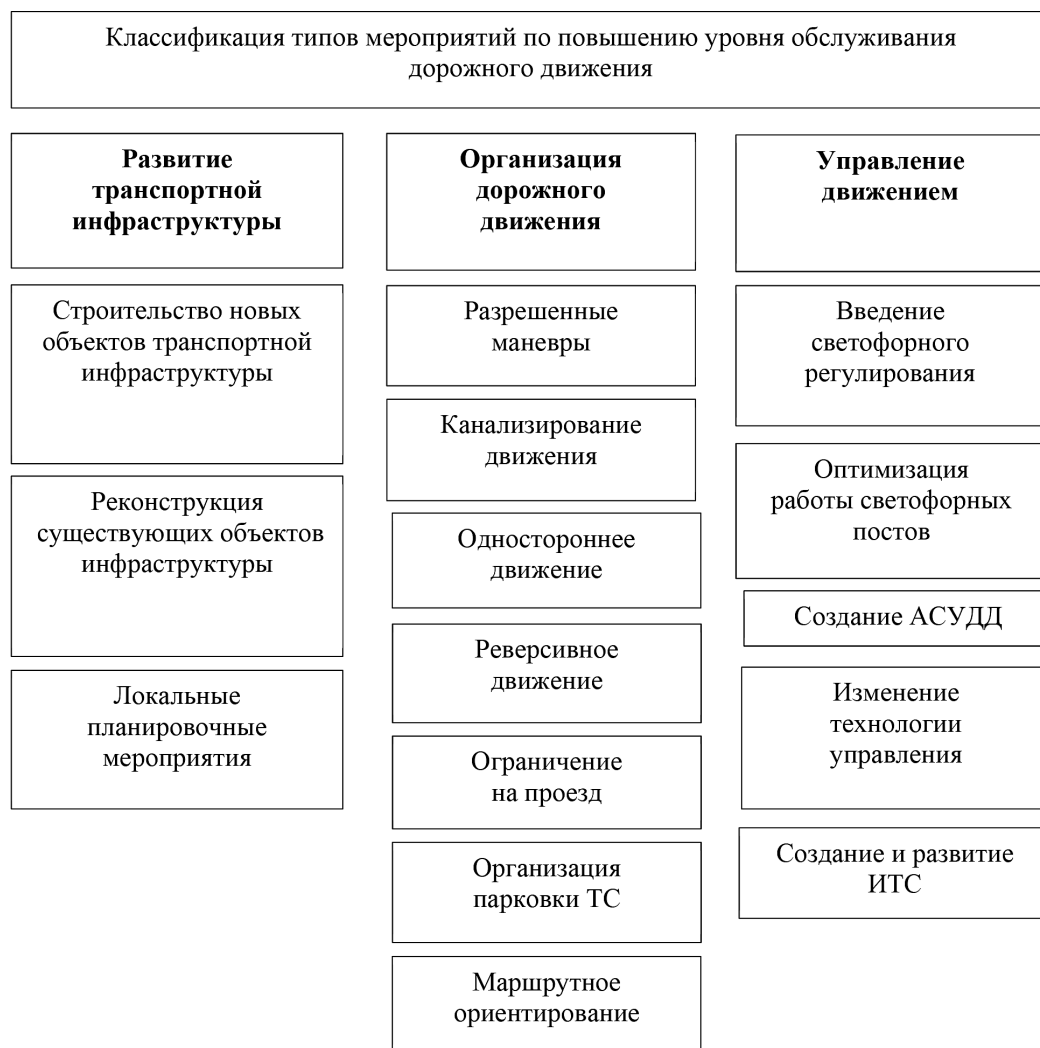 Классификация типов мероприятий по повышению уровня обслуживания
дорожного движения
Развитие
транспортной
инфраструктуры
Строительство новых
объектов транспортной
инфраструктуры
Реконструкция
существующих объектов
инфраструктуры
Локальные
планировочные
мероприятия
Организация
дорожного
движения
Разрешенные
маневры
Канализирование
движения
Одностороннее
движение
Реверсивное
движение
Ограничение
на проезд
Организация
парковки ТС
Маршрутное
ориентирование
Управление
движением
Введение
светофорного
регулирования
Оптимизация
работы светофорных
постов
Создание АСУДД
Изменение
технологии
управления
Создание и развитие
ИТС